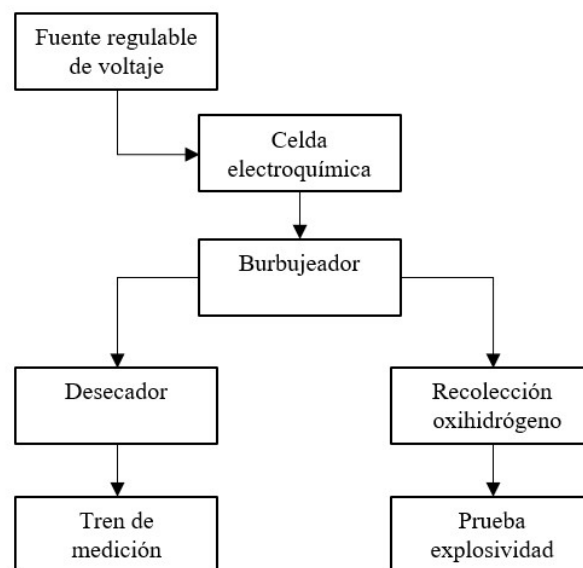 Fuente regulable
de voltaje
Celda
electroquímica
Burbujeador
Desecador
Recolección
oxihidrógeno
Tren de
medición
Prueba
explosividad